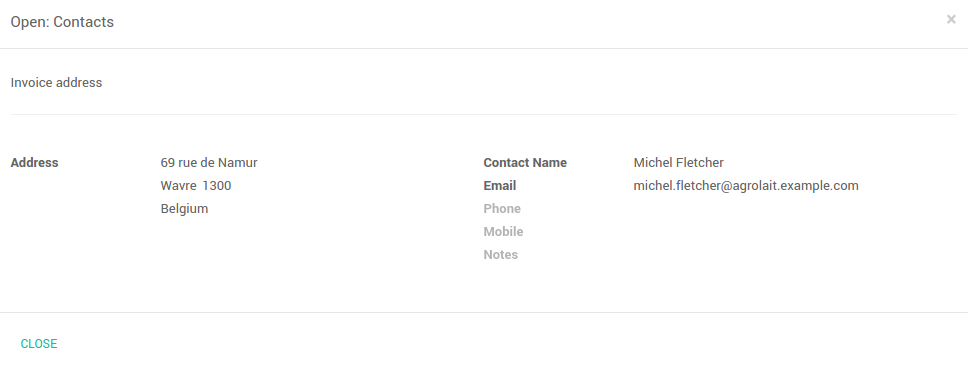 Open: Contacts ×
Invoice address
Address 69 rue de Namur
Wavre 1300
Belgium
Contact Name Michel Fletcher
Email michel.fletcher@agrolait.example.com
Phone
Mobile
Notes
CLOSE